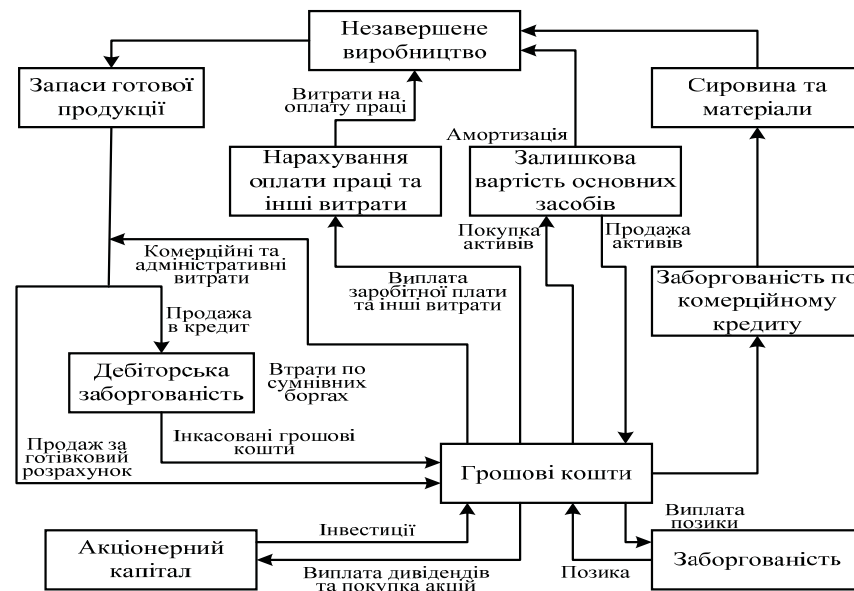 Незавершене
виробництво
Запаси готової
продукції
Сировина та
матеріали
Витрати на
оплату праці
Амортизація
Нарахування
оплати праці та
інші витрати
Залишкова
вартість основних
засобів
Покупка
активів
Продажа
активів
Комерційні та
адміністративні
витрати
Виплата
заробітної плати
та інші витрати
Заборгованість по
комерційному
кредиту
Продажа
в кредит
Дебіторська
заборгованість
Втрати по
сумнівних
боргах
Продаж за
готівковий
розрахунок
Інкасовані грошові
кошти
Грошові кошти
Інвестиції
Виплата
позики
Акціонерний
капітал
Виплата дивідендів
та покупка акцій
Позика
Заборгованість